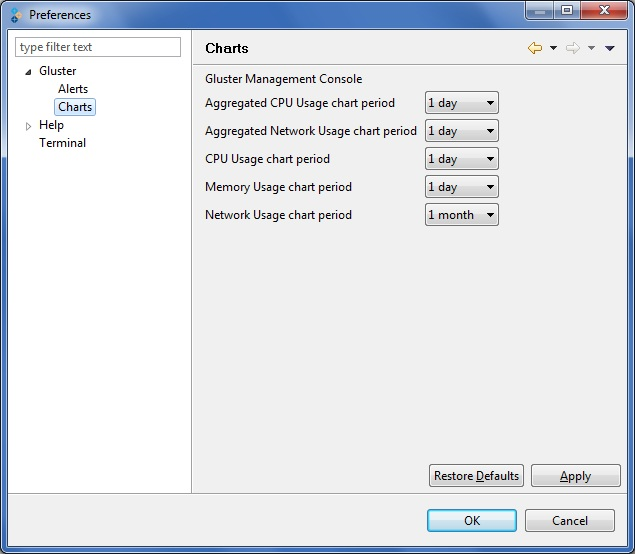 Preferences
type filter text
Gluster
Alerts
Charts
Help
Terminal
Charts
Gluster Management Console
Aggregated CPU Usage chart period 1 day
Aggregated Network Usage chart period 1 day
CPU Usage chart period 1 day
Memory Usage chart period 1 day
Network Usage chart period 1 month
Restore Defaults Apply
OK Cancel